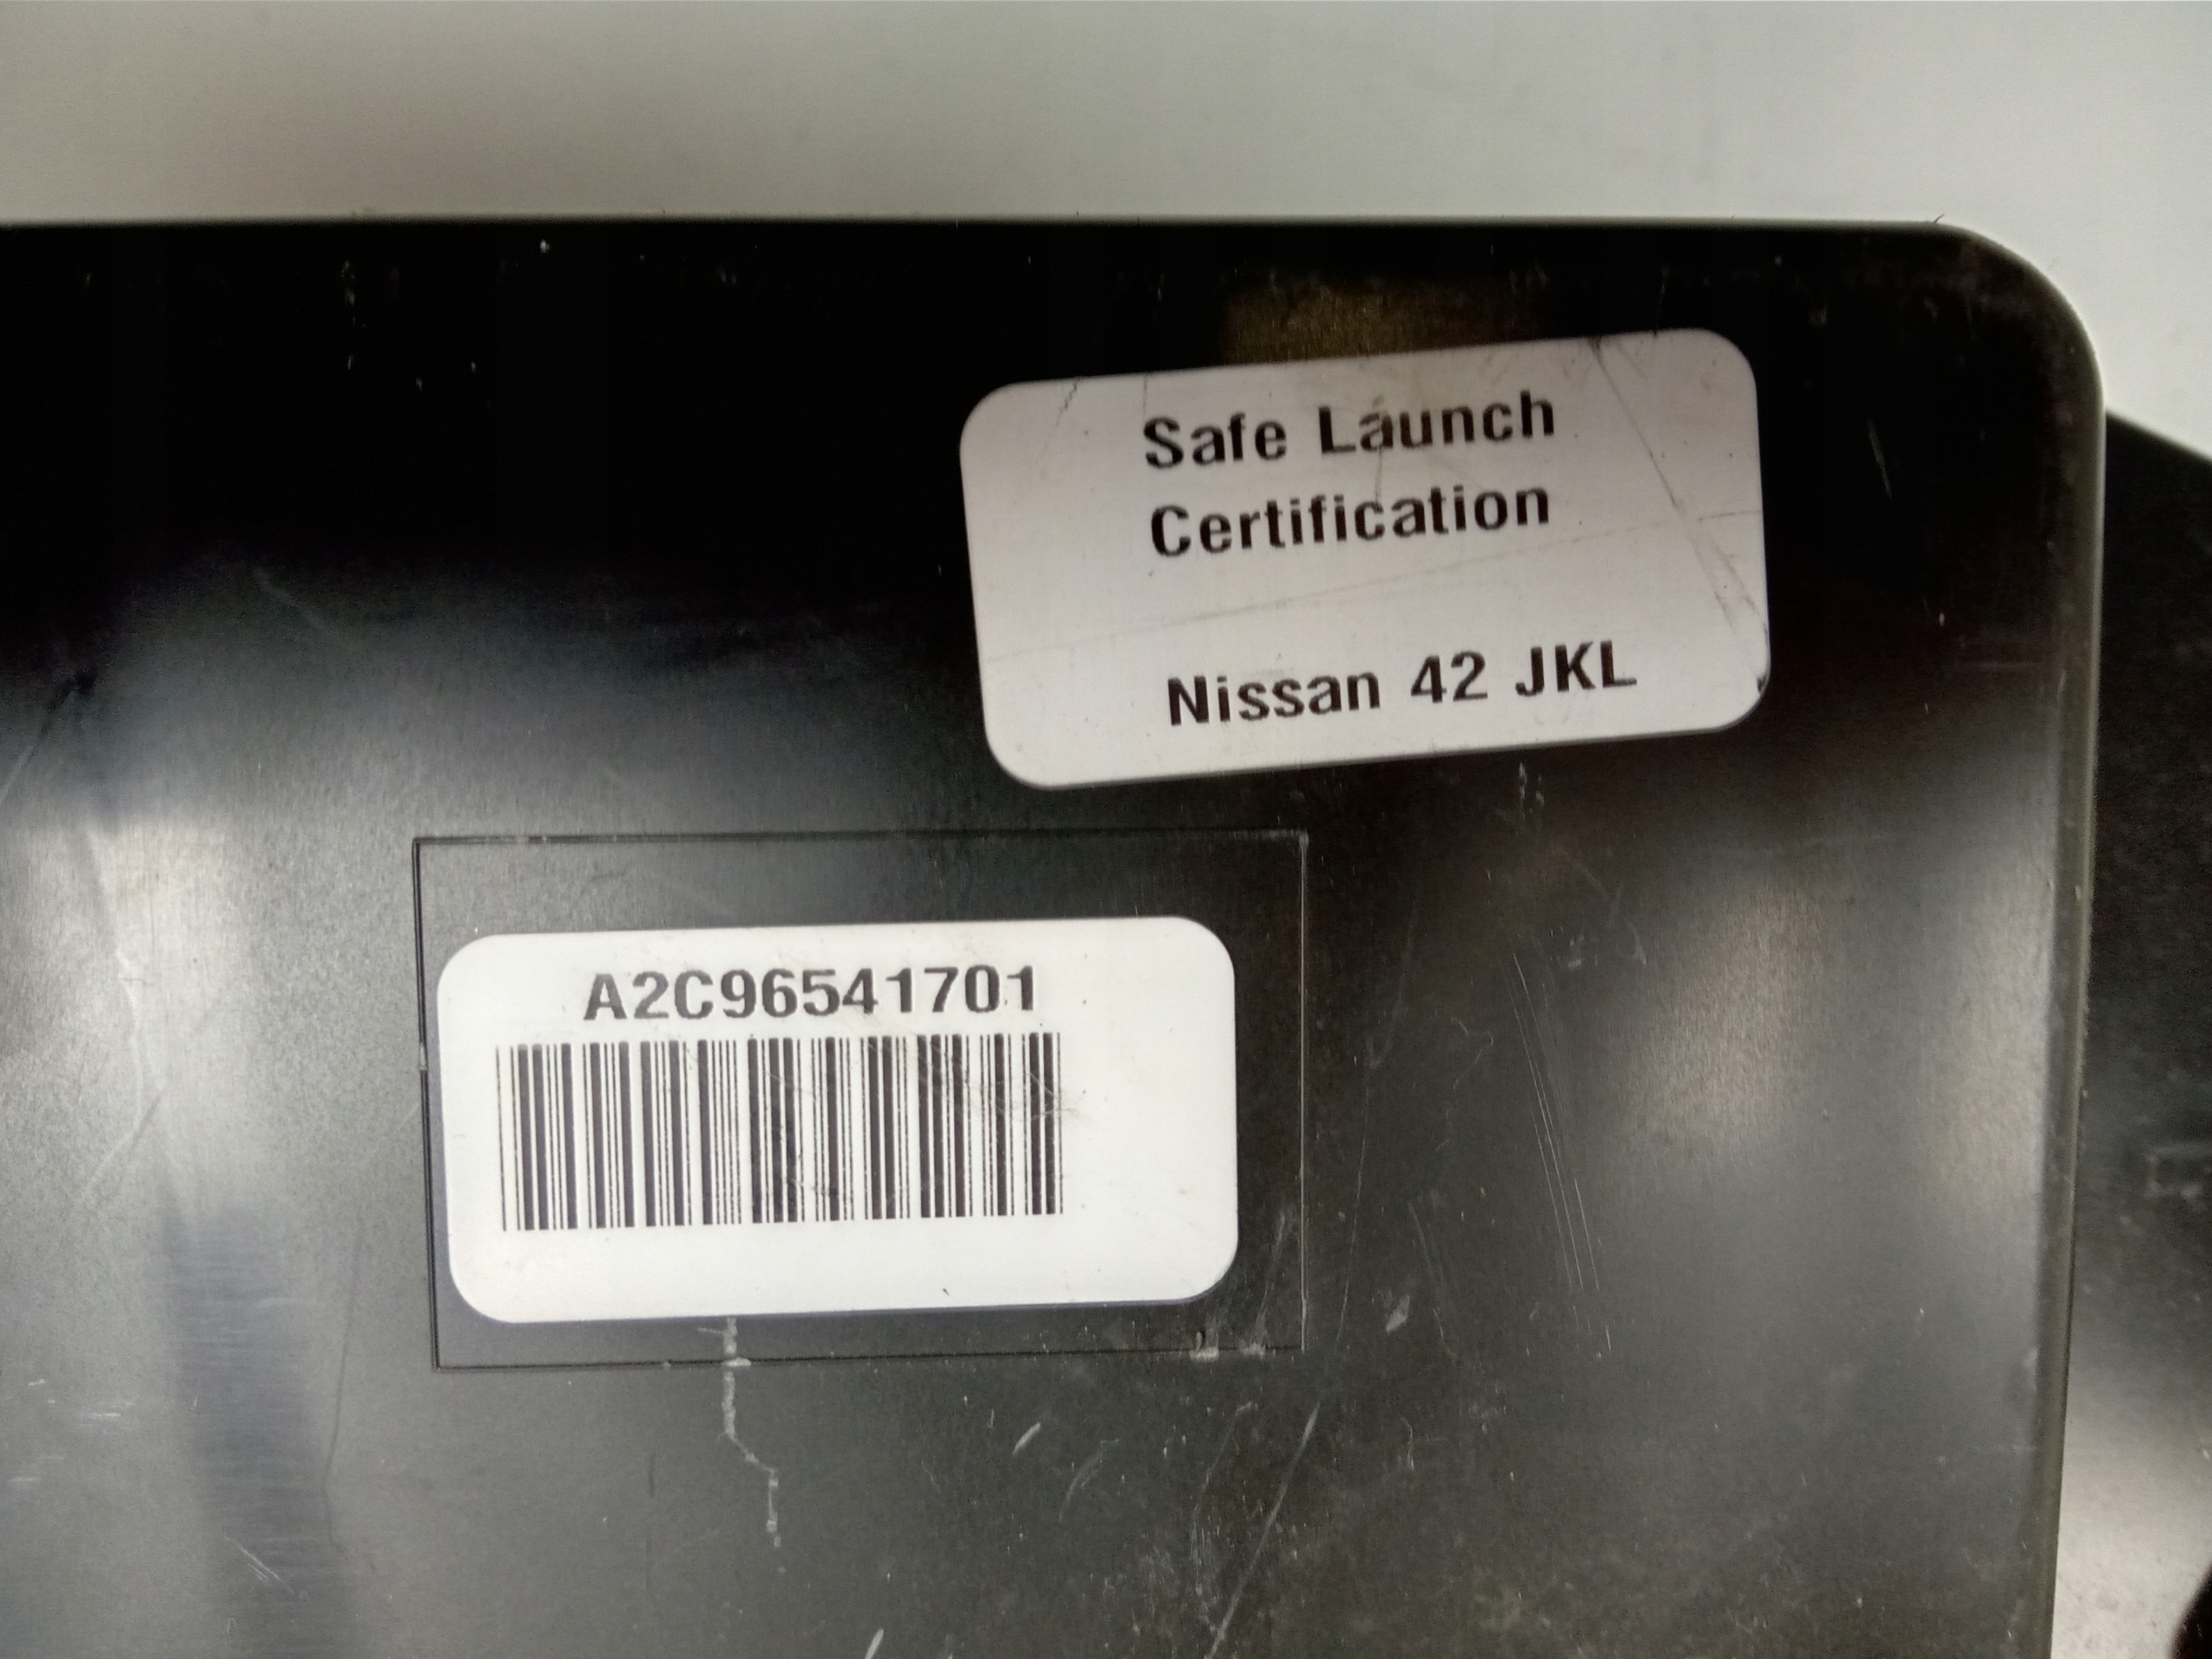 Safe Launch
Certification
Nissan 42 JKL
A2C96541701